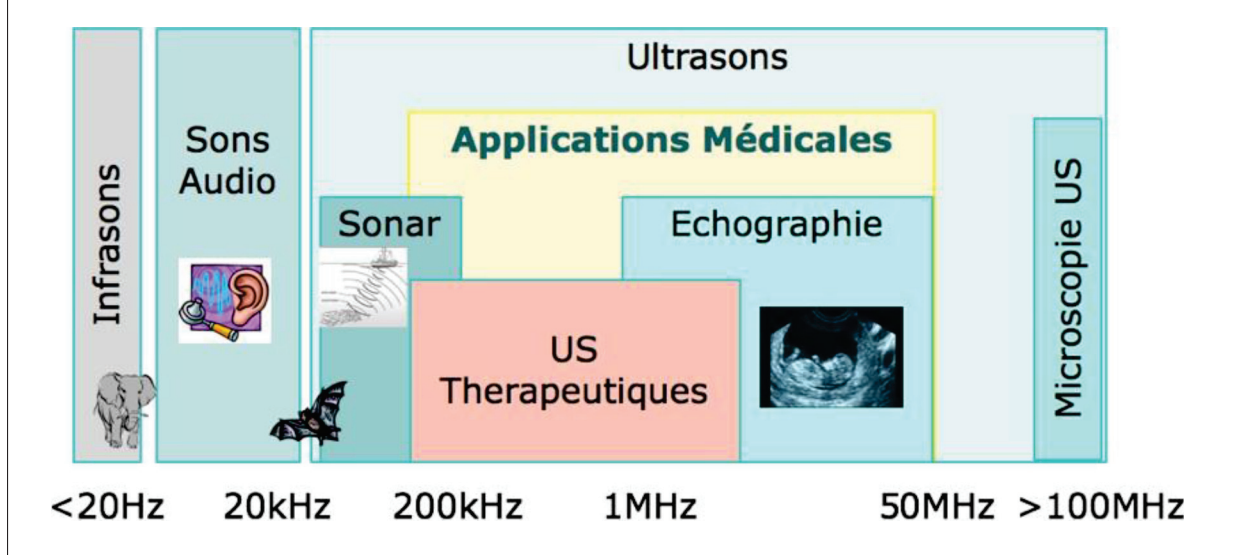 Ultrasons
Applications Médicales
Sons
Audio
Infrasons
Sonar
Echographie
Microscopie US
US
Therapeutiques
<20Hz
20kHz
200kHz
1MHz
50MHz
>100MHz